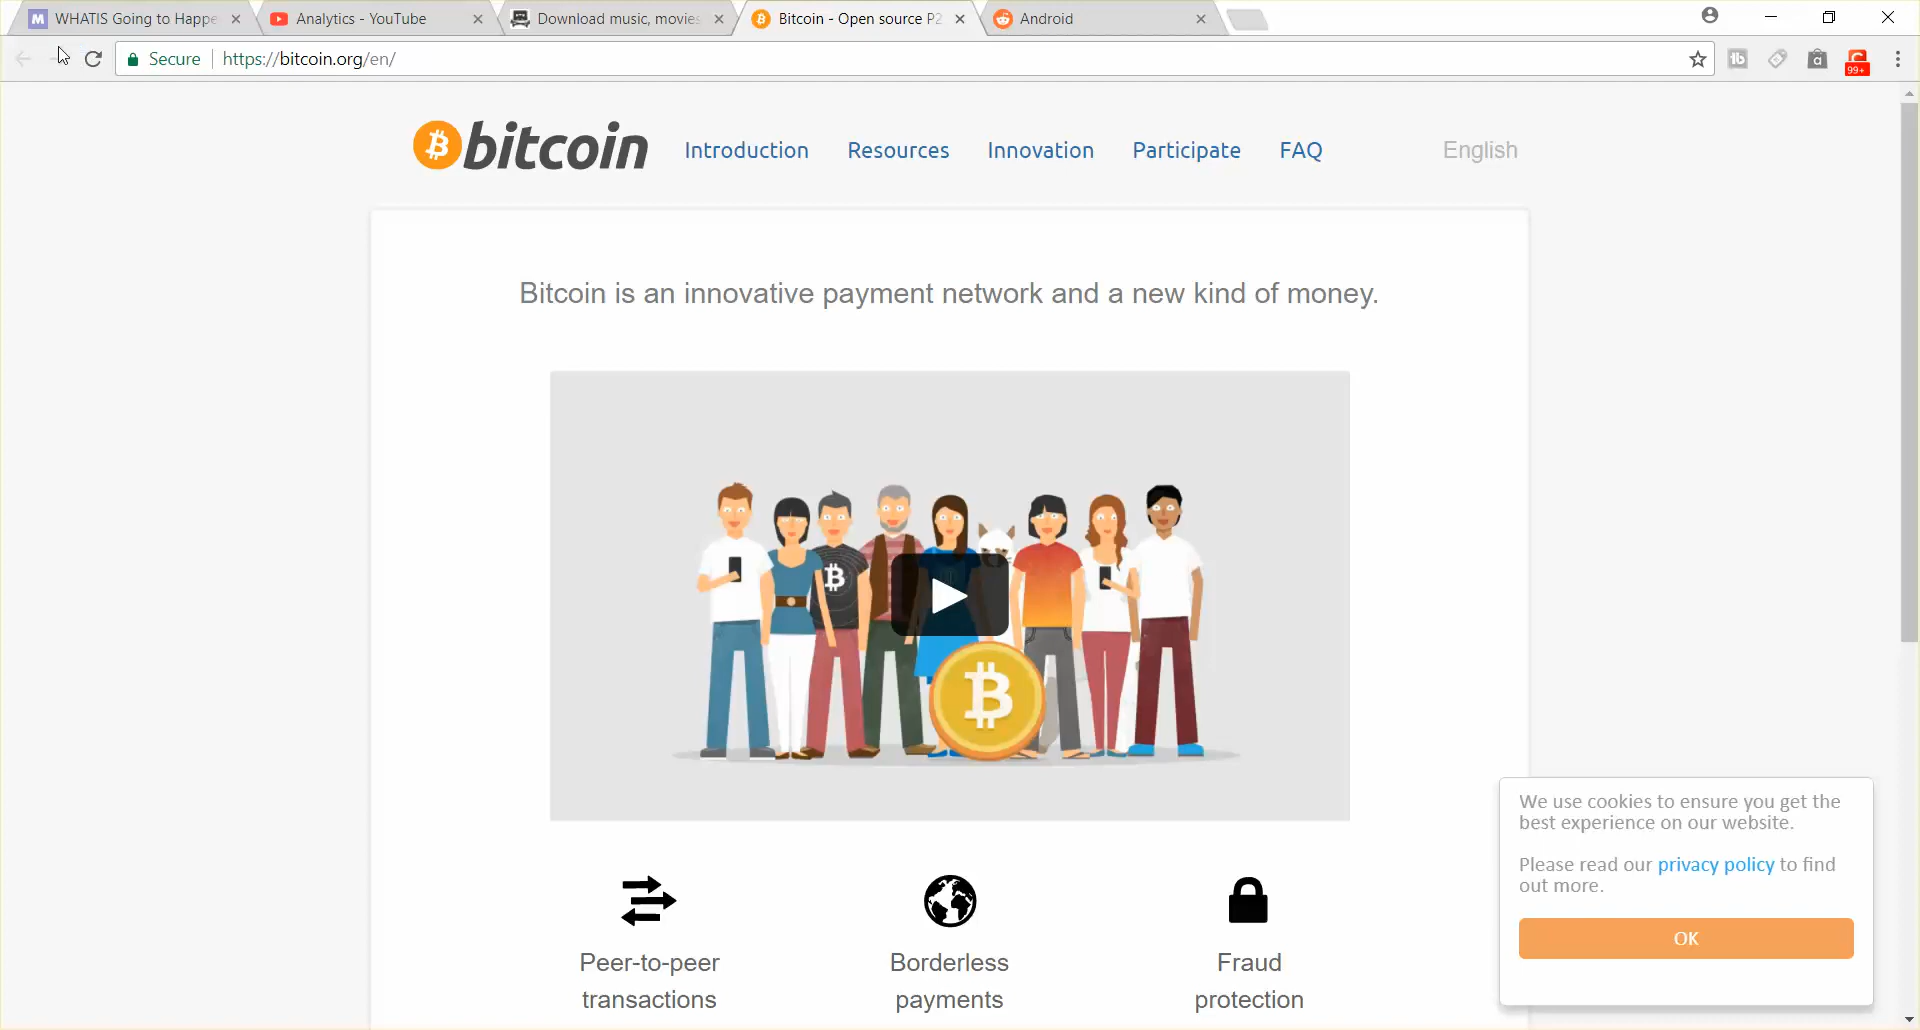 WHATIS Going to Happe
Analytics - YouTube
Download music, movies
Bitcoin - Open source P2
Android
Secure
https://bitcoin.org/en/
99+
bitcoin
Introduction
Resources
Innovation
Participate
FAQ
English
Bitcoin is an innovative payment network and a new kind of money.
Peer-to-peer
transactions
Borderless
payments
Fraud
protection
We use cookies to ensure you get the
best experience on our website.
Please read our privacy policy to find
out more.
OK